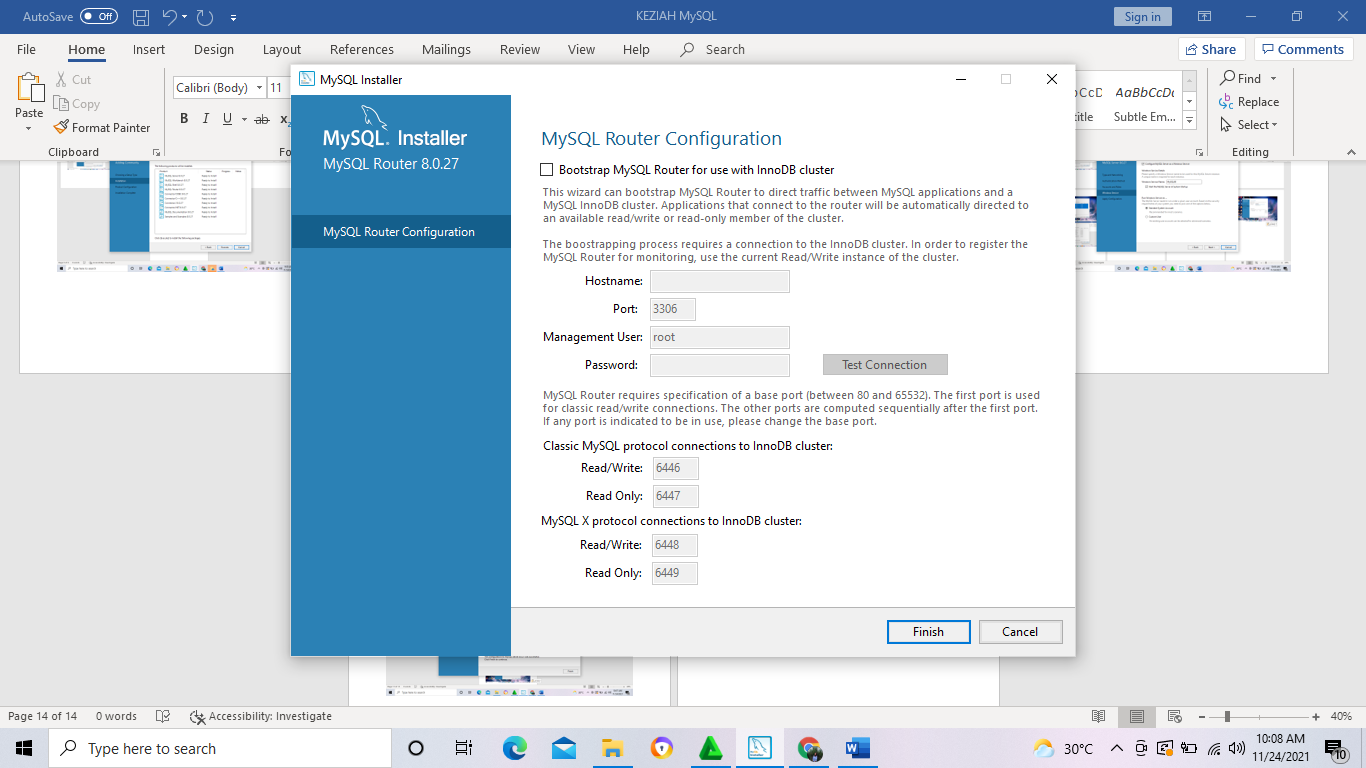 AutoSave Off
KEZIAH MySQL
Sign in
File Home Insert Design Layout References Mailings Review View Help Search
Share Comments
Paste
Cut
Copy
Format Painter
Clipboard
Calibri (Body) 11
B I U ab
AaBbCcDc
Subtle Em...
Find
Replace
Select
Editing
MySQL Installer
MySQL. Installer
MySQL Router 8.0.27
MySQL Router Configuration
MySQL Router Configuration
Bootstrap MySQL Router for use with InnoDB cluster
This wizard can bootstrap MySQL Router to direct traffic between MySQL applications and a
MySQL InnoDB cluster. Applications that connect to the router will be automatically directed to
an available read/write or read-only member of the cluster.
The boostrapping process requires a connection to the InnoDB cluster. In order to register the
MySQL Router for monitoring, use the current Read/Write instance of the cluster.
Hostname:
Port: 3306
Management User: root
Password:
Test Connection
MySQL Router requires specification of a base port (between 80 and 65532). The first port is used
for classic read/write connections. The other ports are computed sequentially after the first port.
If any port is indicated to be in use, please change the base port.
Classic MySQL protocol connections to InnoDB cluster:
Read/Write: 6446
Read Only: 6447
MySQL X protocol connections to InnoDB cluster:
Read/Write: 6448
Read Only: 6449
Finish Cancel
Page 14 of 14 0 words Accessibility: Investigate
40%
Type here to search
30°C
10:08 AM
11/24/2021
10